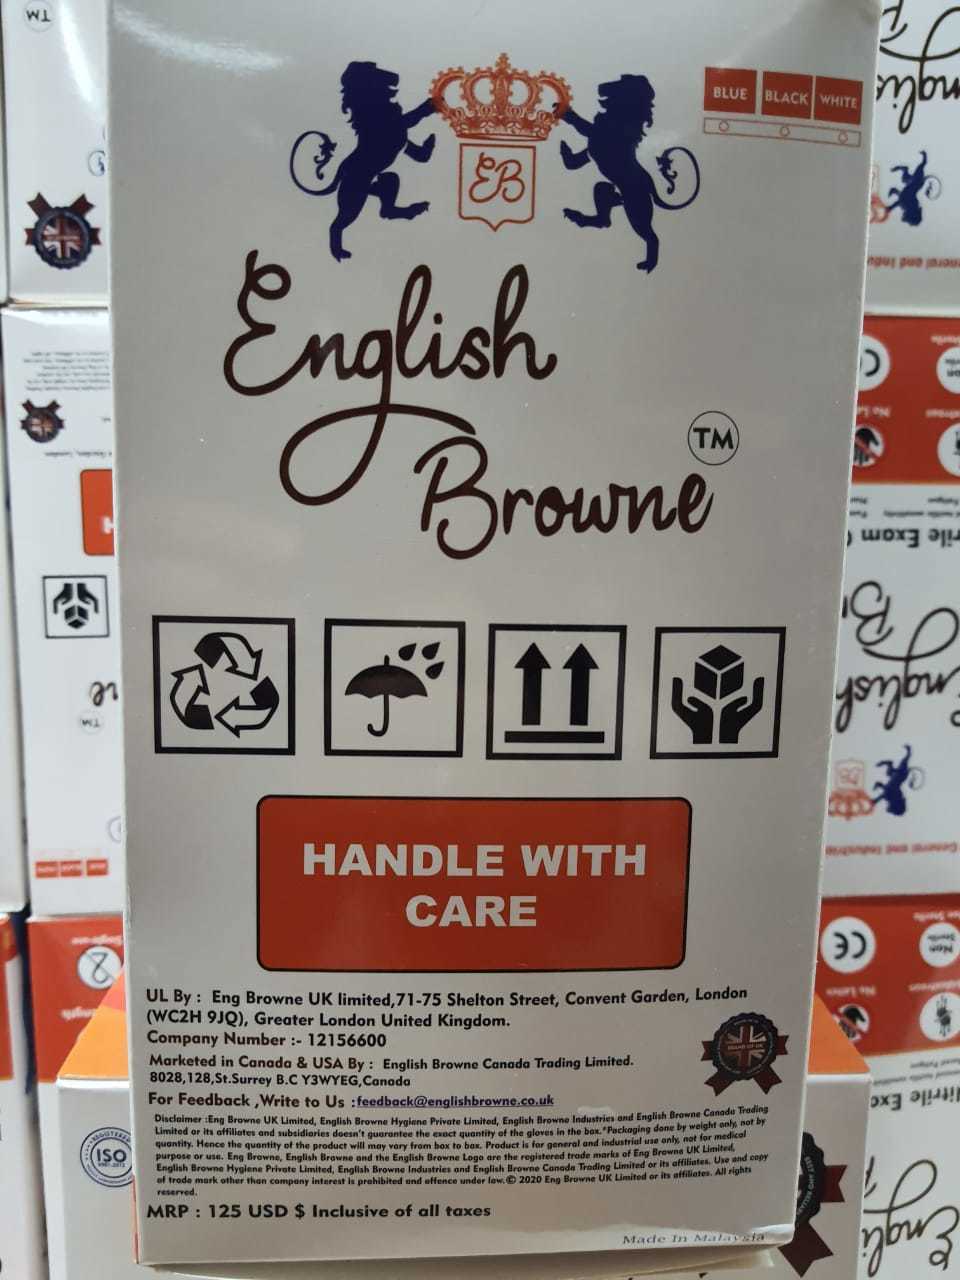 BLUE BLACK WHITE
EB
English
Browne
TM
HANDLE WITH
CARE
UL By : Eng Browne UK limited,71-75 Shelton Street, Convent Garden, London
(WC2H 9JQ), Greater London United Kingdom.
Company Number :- 12156600
BRAND OF UK
Marketed in Canada & USA By : English Browne Canada Trading Limited.
8028,128,St.Surrey B.C Y3WYEG,Canada
For Feedback ,Write to Us :feedback@englishbrowne.co.uk
Disclaimer :Eng Browne UK Limited, English Browne Hygiene Private Limited, English Browne Industries and English Browne Canada Trading
Limited or its affiliates and subsidiaries doesn't guarantee the exact quantity of the gloves in the box.*Packaging done by weight only, not by
quantity. Hence the quantity of the product will may vary from box to box. Product is for general and industrial use only, not for medical
purpose or use. Eng Browne, English Browne and the English Browne Logo are the registered trade marks of Eng Browne UK Limited,
English Browne Hygiene Private Limited, English Browne Industries and English Browne Canada Trading Limited or its affiliates. Use and copy
of trade mark other than company interest is prohibited and offence under law.© 2020 Eng Browne UK Limited or its affiliates. All rights
reserved.
MRP : 125 USD $ Inclusive of all taxes
Made In Malaysia
REGISTERED
ISO
TM
TM
CE
Non
Sterile